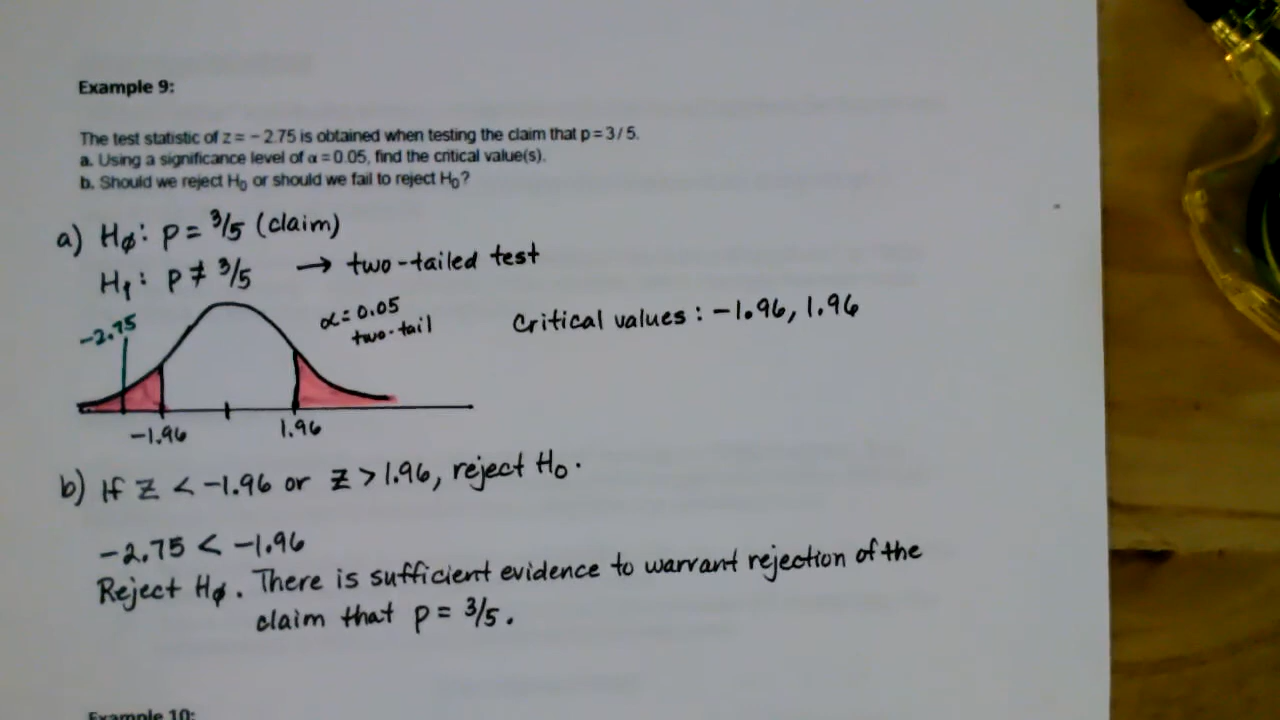 Example 9:
The test statistic of z = − 2.75 is obtained when testing the claim that p = 3 / 5.
a. Using a significance level of α = 0.05, find the critical value(s).
b. Should we reject H₀ or should we fail to reject H₀?
a) H∅: p = 3/5 (claim)
H₁: p ≠ 3/5 → two-tailed test
-2.75
α = 0.05
two-tail
Critical values: -1.96, 1.96
-1.96 1.96
b) If z < -1.96 or z > 1.96, reject H₀.
-2.75 < -1.96
Reject H∅. There is sufficient evidence to warrant rejection of the
claim that p = 3/5.
Example 10: